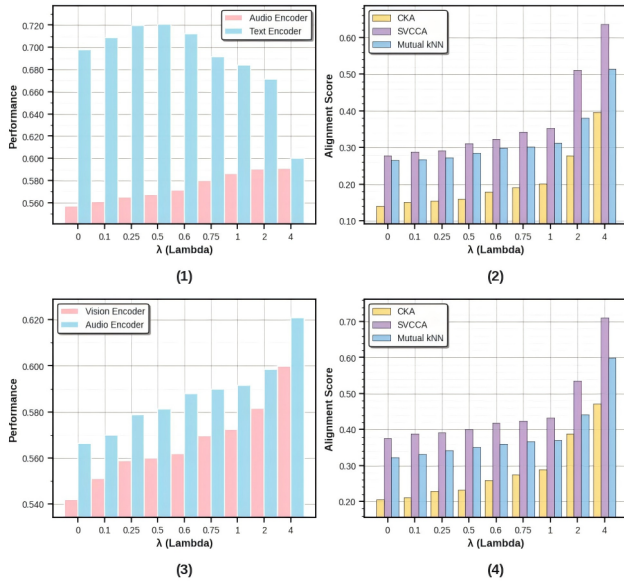 Audio Encoder
Text Encoder
Performance
0.720
0.700
0.680
0.660
0.640
0.620
0.600
0.580
0.560
0 0.1 0.25 0.5 0.6 0.75 1 2 4
λ (Lambda)
(1)
CKA
SVCCA
Mutual kNN
Alignment Score
0.60
0.50
0.40
0.30
0.20
0.10
0 0.1 0.25 0.5 0.6 0.75 1 2 4
λ (Lambda)
(2)
Vision Encoder
Audio Encoder
Performance
0.620
0.600
0.580
0.560
0.540
0 0.1 0.25 0.5 0.6 0.75 1 2 4
λ (Lambda)
(3)
CKA
SVCCA
Mutual kNN
Alignment Score
0.70
0.60
0.50
0.40
0.30
0.20
0 0.1 0.25 0.5 0.6 0.75 1 2 4
λ (Lambda)
(4)